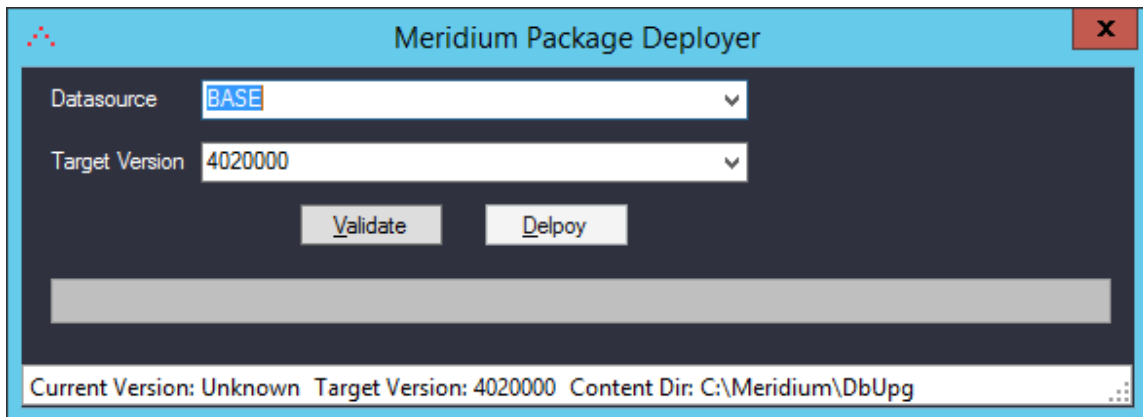 Meridium Package Deployer
x
Datasource BASE
Target Version 4020000
Validate Delpoy
Current Version: Unknown Target Version: 4020000 Content Dir: C:\Meridium\DbUpg